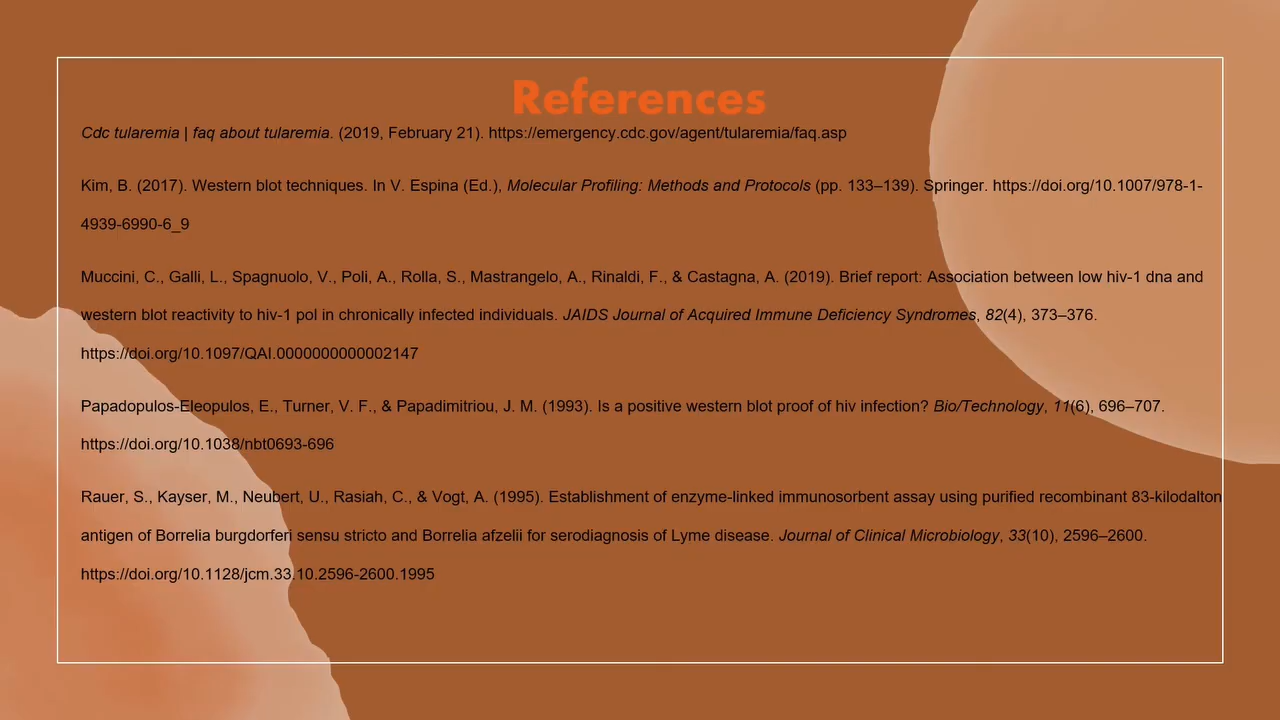 References
Cdc tularemia | faq about tularemia. (2019, February 21). https://emergency.cdc.gov/agent/tularemia/faq.asp
Kim, B. (2017). Western blot techniques. In V. Espina (Ed.), Molecular Profiling: Methods and Protocols (pp. 133–139). Springer. https://doi.org/10.1007/978-1-
4939-6990-6_9
Muccini, C., Galli, L., Spagnuolo, V., Poli, A., Rolla, S., Mastrangelo, A., Rinaldi, F., & Castagna, A. (2019). Brief report: Association between low hiv-1 dna and
western blot reactivity to hiv-1 pol in chronically infected individuals. JAIDS Journal of Acquired Immune Deficiency Syndromes, 82(4), 373–376.
https://doi.org/10.1097/QAI.0000000000002147
Papadopulos-Eleopulos, E., Turner, V. F., & Papadimitriou, J. M. (1993). Is a positive western blot proof of hiv infection? Bio/Technology, 11(6), 696–707.
https://doi.org/10.1038/nbt0693-696
Rauer, S., Kayser, M., Neubert, U., Rasiah, C., & Vogt, A. (1995). Establishment of enzyme-linked immunosorbent assay using purified recombinant 83-kilodalton
antigen of Borrelia burgdorferi sensu stricto and Borrelia afzelii for serodiagnosis of Lyme disease. Journal of Clinical Microbiology, 33(10), 2596–2600.
https://doi.org/10.1128/jcm.33.10.2596-2600.1995